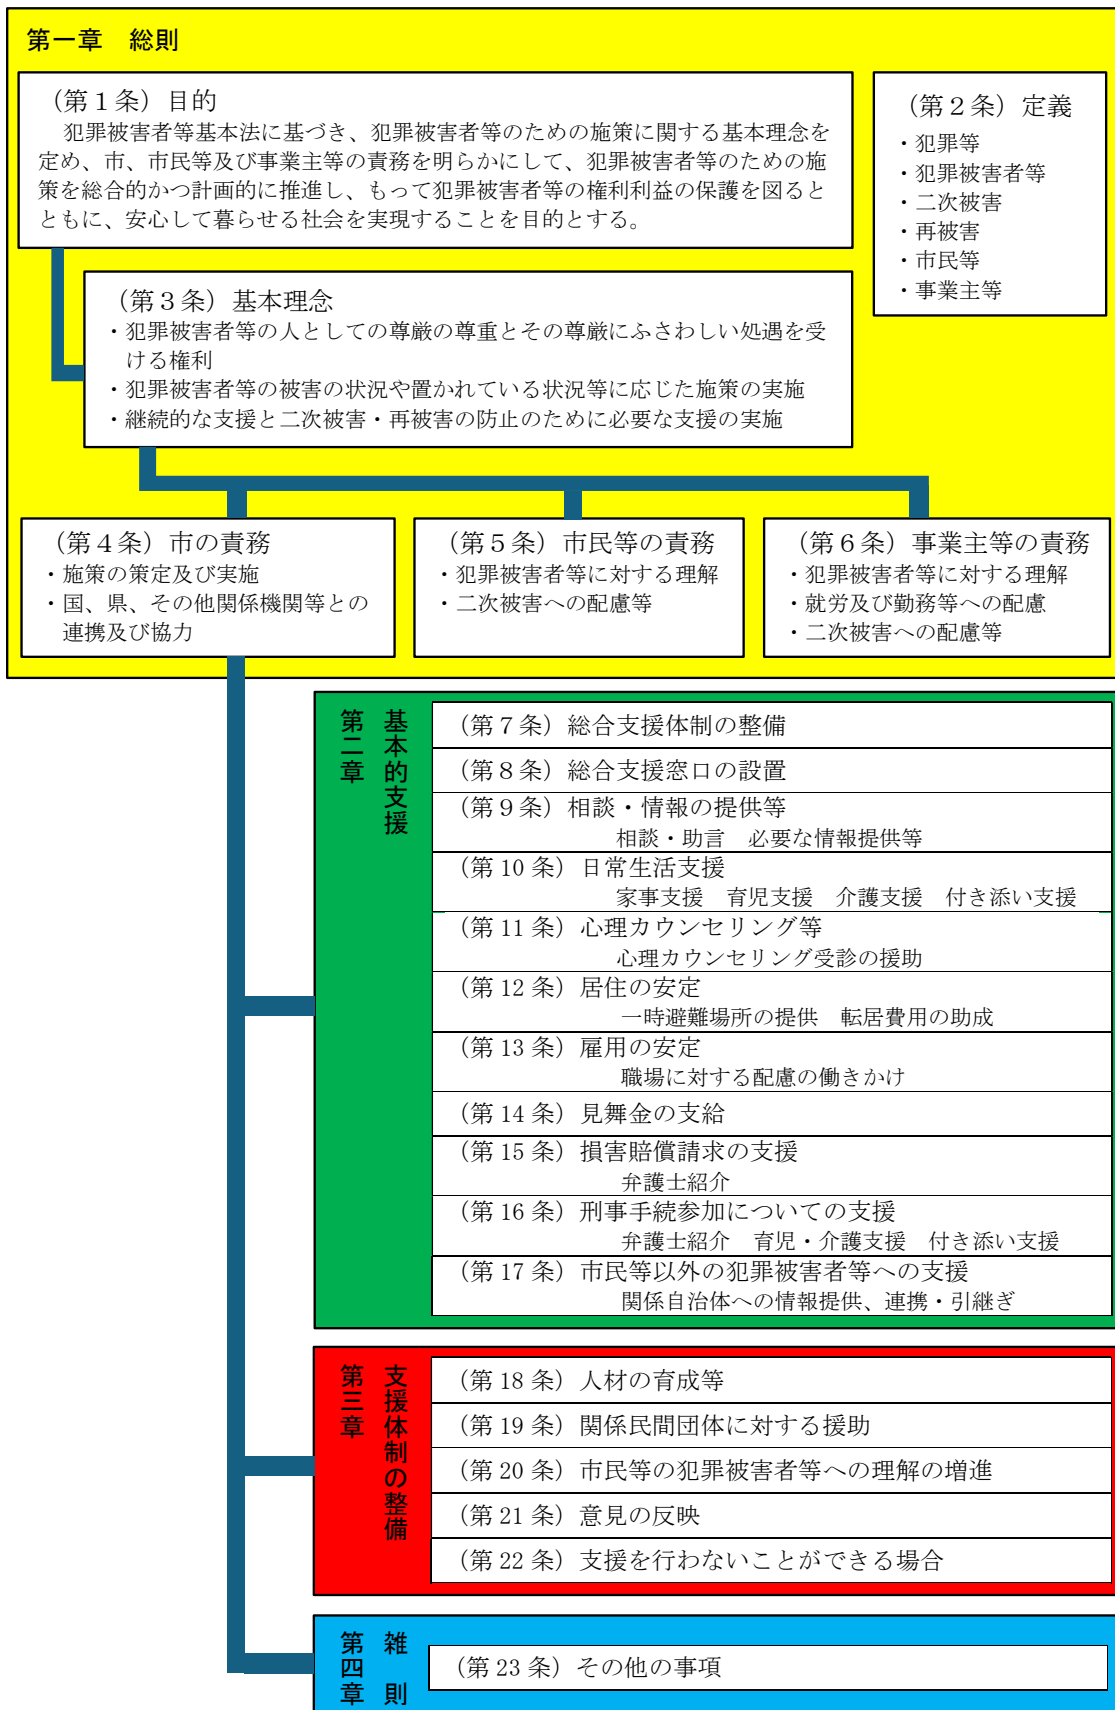 第一章　総則
（第１条）目的
犯罪被害者等基本法に基づき、犯罪被害者等のための施策に関する基本理念を
定め、市、市民等及び事業主等の責務を明らかにして、犯罪被害者等のための施
策を総合的かつ計画的に推進し、もって犯罪被害者等の権利利益の保護を図ると
ともに、安心して暮らせる社会を実現することを目的とする。
（第２条）定義
・犯罪等
・犯罪被害者等
・二次被害
・再被害
・市民等
・事業主等
（第３条）基本理念
・犯罪被害者等の人としての尊厳の尊重とその尊厳にふさわしい処遇を受
ける権利
・犯罪被害者等の被害の状況や置かれている状況等に応じた施策の実施
・継続的な支援と二次被害・再被害の防止のために必要な支援の実施
（第４条）市の責務
・施策の策定及び実施
・国、県、その他関係機関等との
連携及び協力
（第５条）市民等の責務
・犯罪被害者等に対する理解
・二次被害への配慮等
（第６条）事業主等の責務
・犯罪被害者等に対する理解
・就労及び勤務等への配慮
・二次被害への配慮等
第二章
基本的支援
（第７条）総合支援体制の整備
（第８条）総合支援窓口の設置
（第９条）相談・情報の提供等
相談・助言　必要な情報提供等
（第 10 条）日常生活支援
家事支援　育児支援　介護支援　付き添い支援
（第 11 条）心理カウンセリング等
心理カウンセリング受診の援助
（第 12 条）居住の安定
一時避難場所の提供　転居費用の助成
（第 13 条）雇用の安定
職場に対する配慮の働きかけ
（第 14 条）見舞金の支給
（第 15 条）損害賠償請求の支援
弁護士紹介
（第 16 条）刑事手続参加についての支援
弁護士紹介　育児・介護支援　付き添い支援
（第 17 条）市民等以外の犯罪被害者等への支援
関係自治体への情報提供、連携・引継ぎ
第三章
支援体制の整備
（第 18 条）人材の育成等
（第 19 条）関係民間団体に対する援助
（第 20 条）市民等の犯罪被害者等への理解の増進
（第 21 条）意見の反映
（第 22 条）支援を行わないことができる場合
第四章
雑　則
（第 23 条）その他の事項